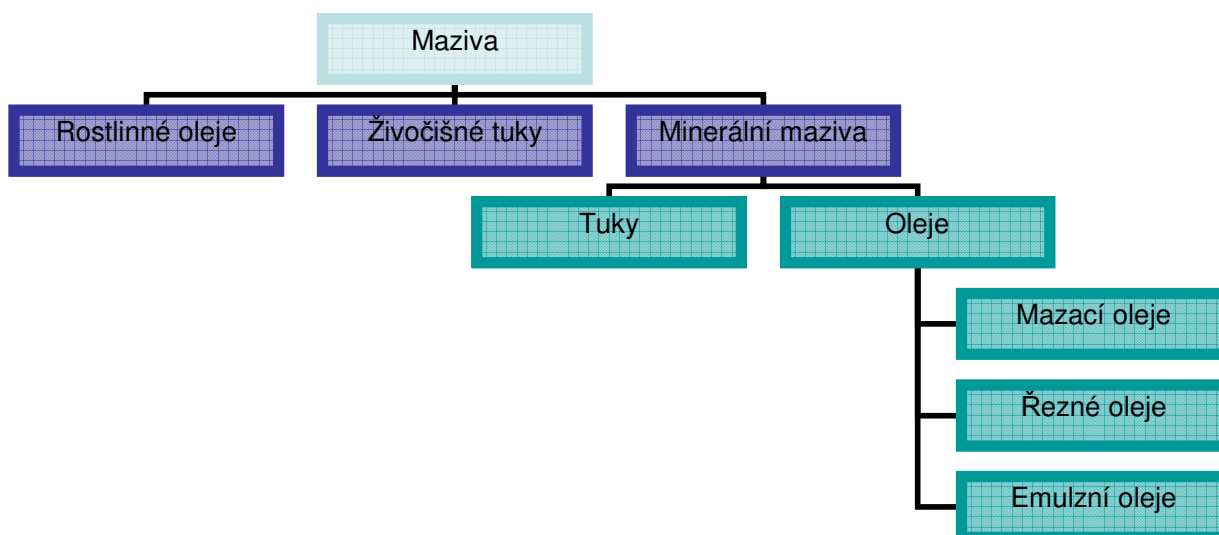 Maziva
Rostlinné oleje
Živočišné tuky
Minerální maziva
Tuky
Oleje
Mazací oleje
Řezné oleje
Emulzní oleje